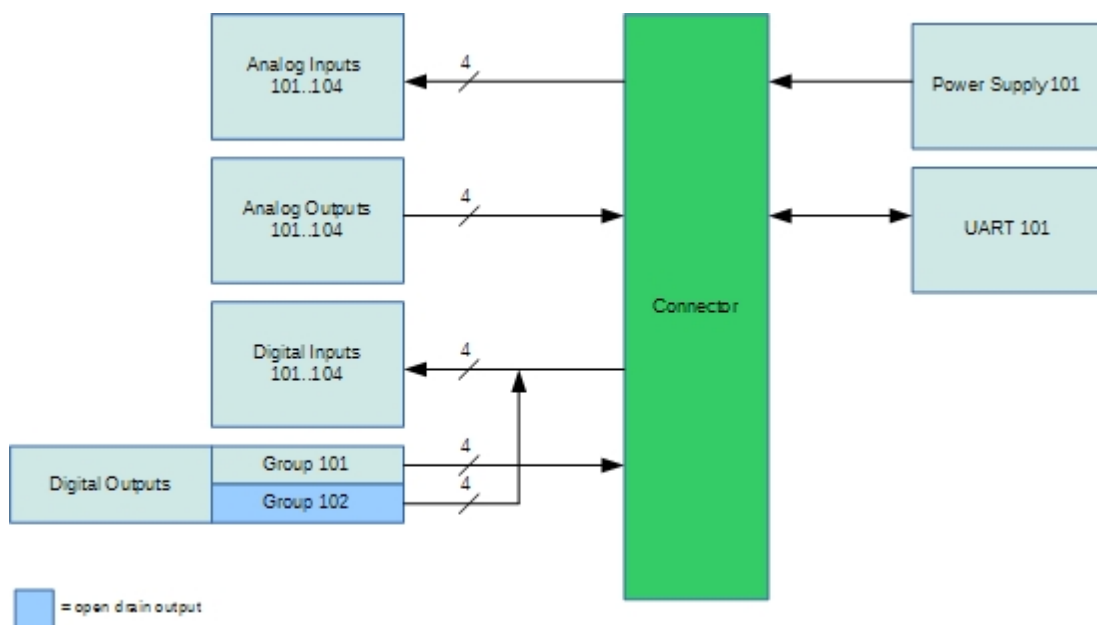 Analog Inputs
101..104
4
Power Supply 101
Analog Outputs
101..104
4
UART 101
Connector
Digital Inputs
101..104
4
Digital Outputs
Group 101
4
Group 102
4
= open drain output